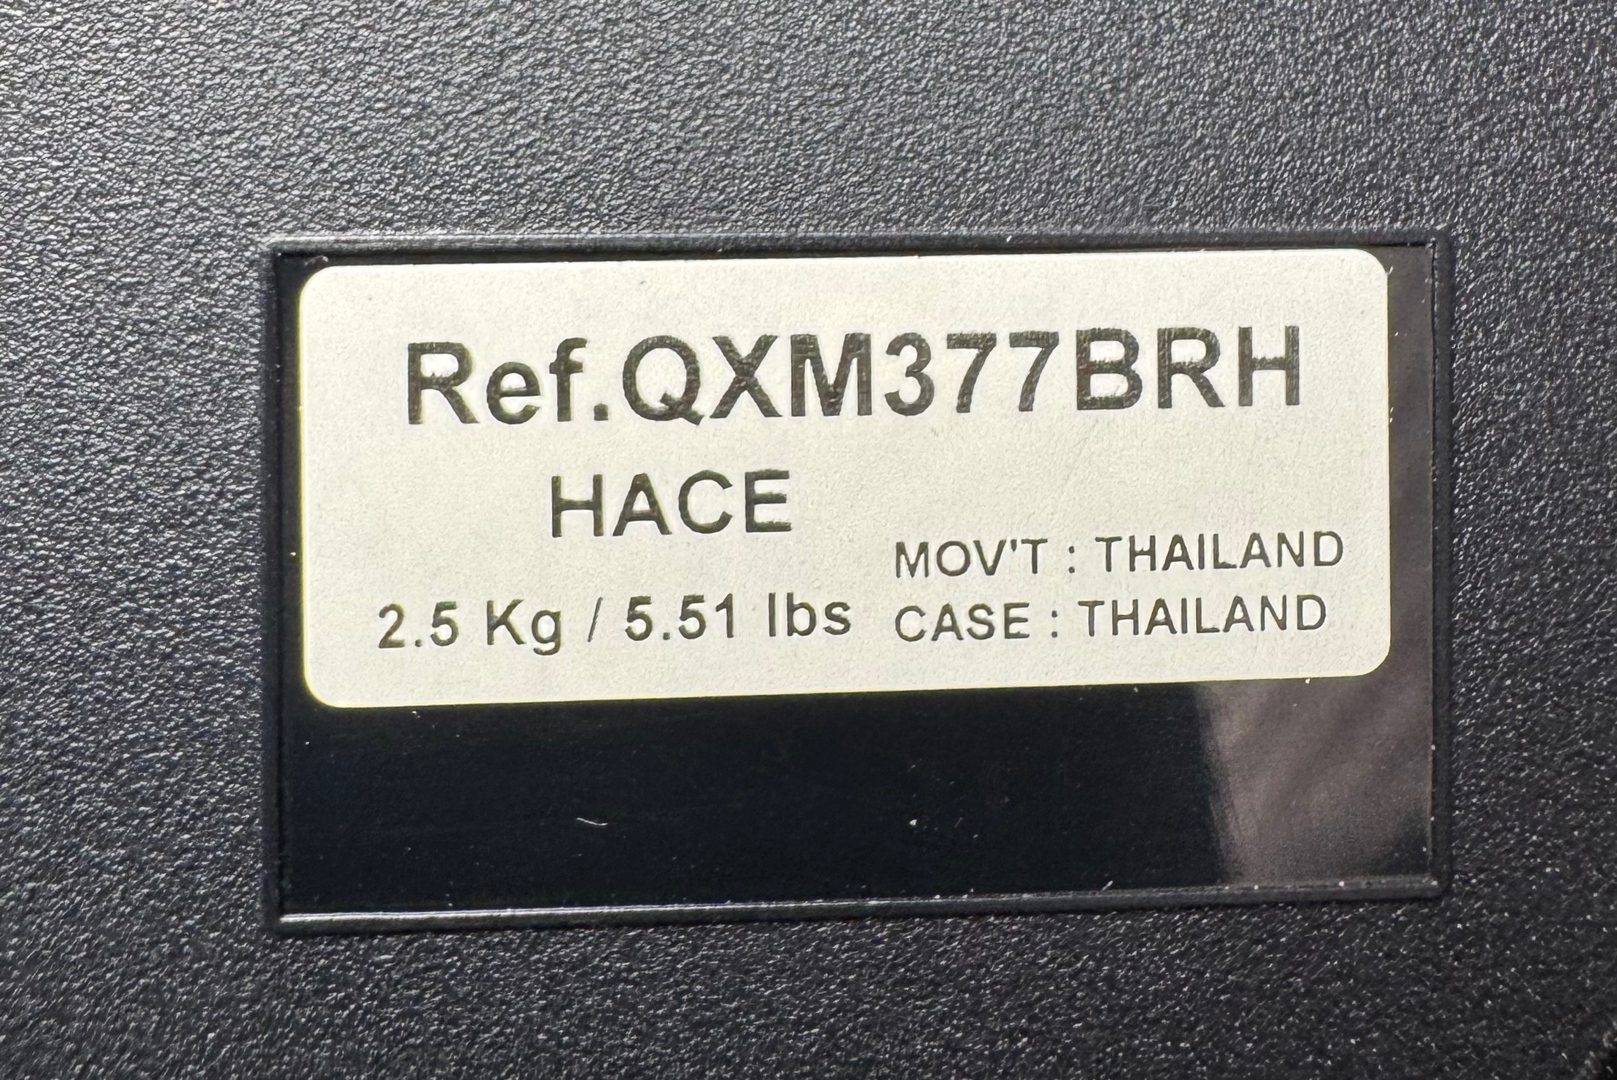 Ref.QXM377BRH
HACE
MOV'T : THAILAND
2.5 Kg / 5.51 lbs
CASE : THAILAND